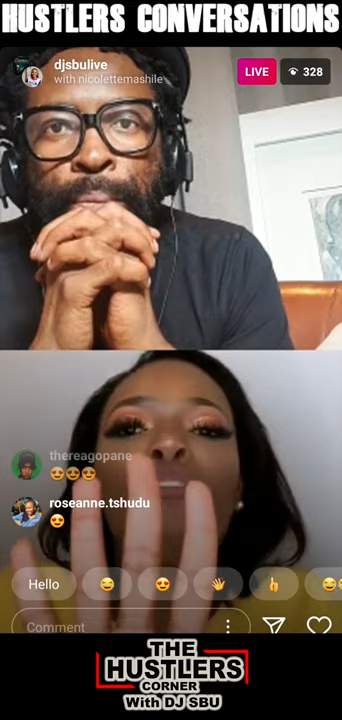 HUSTLERS CONVERSATIONS
djsbulive
with nicolettemashile
LIVE
328
thereagopane
😍😍😍
roseanne.tshudu
😍
Hello 😂 😍 👋 👆 😂
Comment
THE
HUSTLERS
CORNER
With DJ SBU